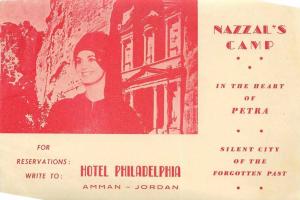 NAZZAL'S
CAMP
IN THE HEART
OF
PETRA
SILENT CITY
OF THE
FORGOTTEN PAST
FOR
RESERVATIONS:
WRITE TO:
HOTEL PHILADELPHIA
AMMAN - JORDAN